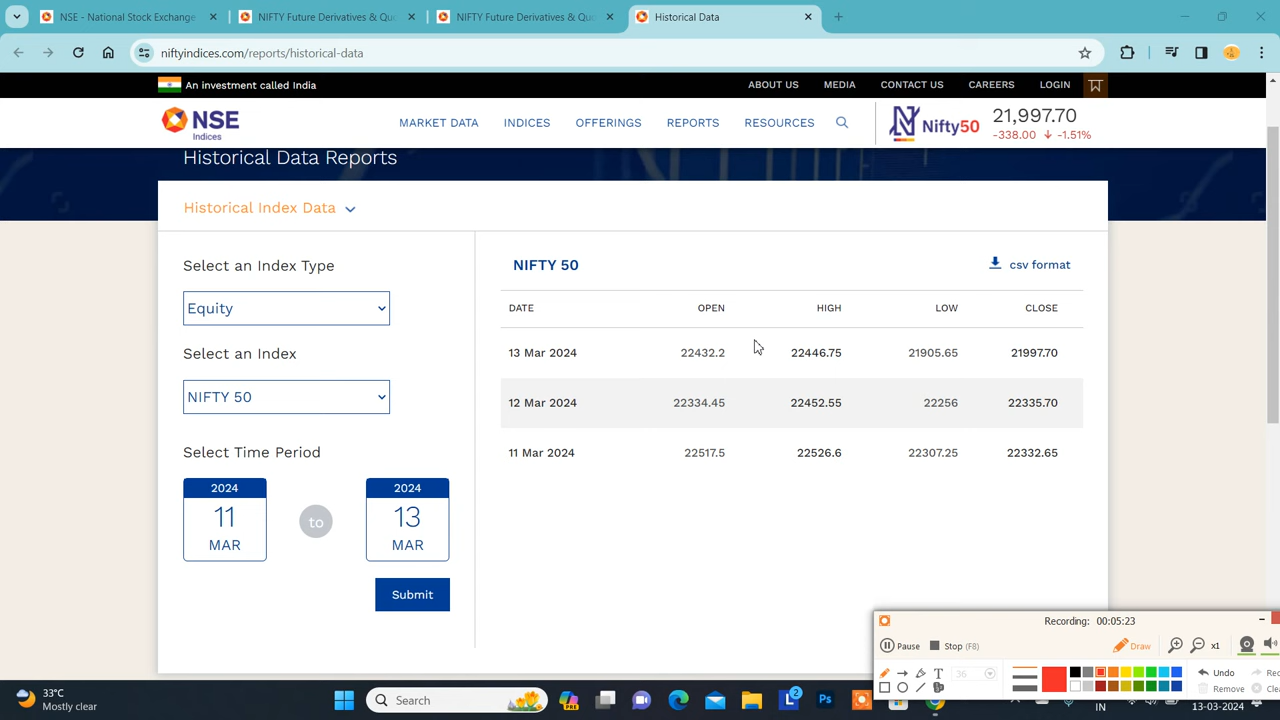 NSE - National Stock Exchange
NIFTY Future Derivatives & Qu
NIFTY Future Derivatives & Quo
Historical Data
niftyindices.com/reports/historical-data
An investment called India
ABOUT US
MEDIA
CONTACT US
CAREERS
LOGIN
NSE
Indices
MARKET DATA
INDICES
OFFERINGS
REPORTS
RESOURCES
Nifty50
21,997.70
-338.00 ↓ -1.51%
Historical Data Reports
Historical Index Data
Select an Index Type
Equity
Select an Index
NIFTY 50
Select Time Period
2024
11
MAR
to
2024
13
MAR
Submit
NIFTY 50
csv format
DATE OPEN HIGH LOW CLOSE
13 Mar 2024 22432.2 22446.75 21905.65 21997.70
12 Mar 2024 22334.45 22452.55 22256 22335.70
11 Mar 2024 22517.5 22526.6 22307.25 22332.65
Recording: 00:05:23
Pause
Stop (F8)
Draw
x1
T
36
Undo
Rec
Remove
Clea
33°C
Mostly clear
Search
2
Ps
IN
13-03-2024